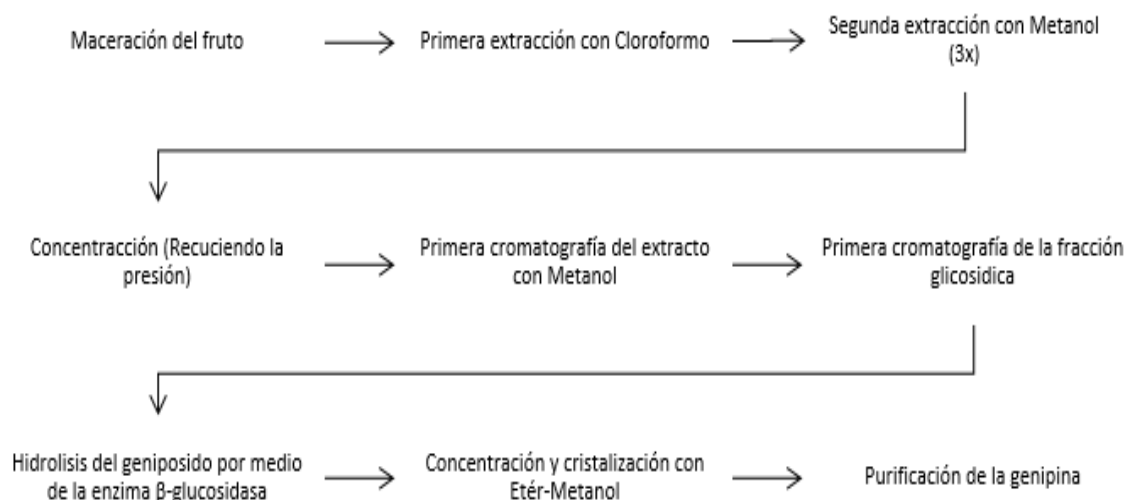 Maceración del fruto
Primera extracción con Cloroformo
Segunda extracción con Metanol
(3x)
Concentracción (Recuciendo la
presión)
Primera cromatografía del extracto
con Metanol
Primera cromatografía de la fracción
glicosidica
Hidrolisis del geniposido por medio
de la enzima β-glucosidasa
Concentración y cristalización con
Etér-Metanol
Purificación de la genipina